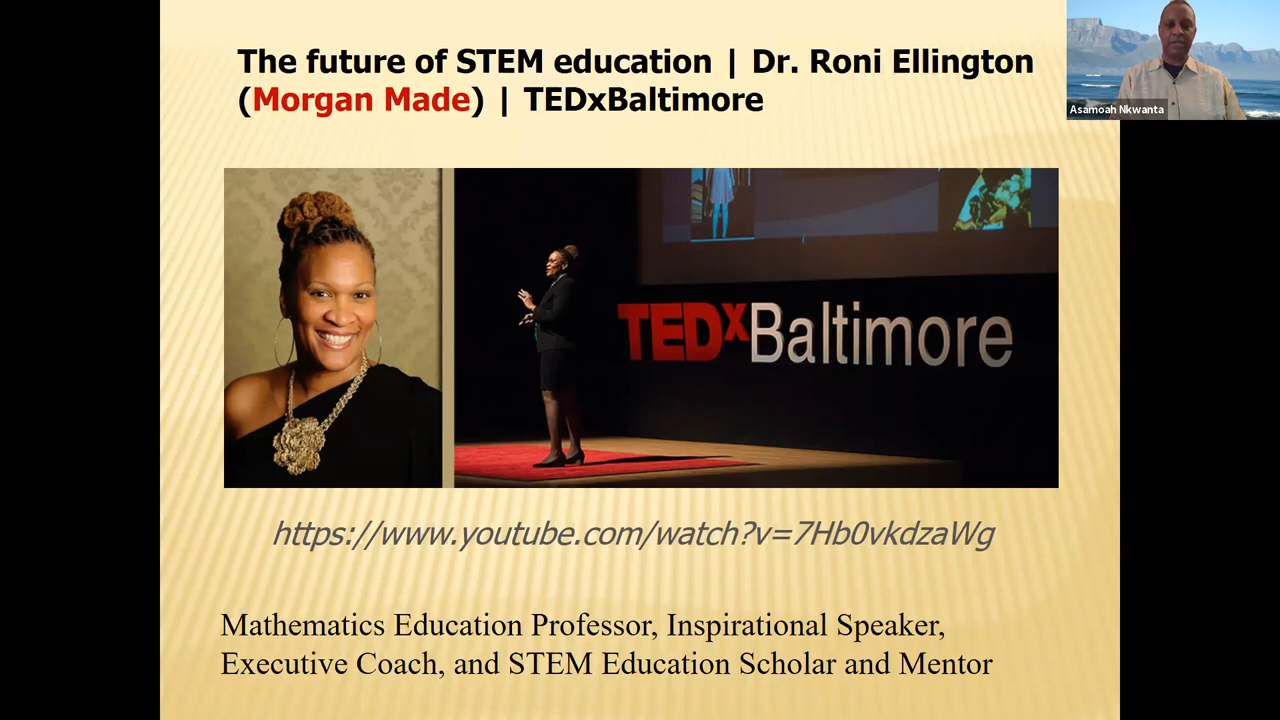 The future of STEM education | Dr. Roni Ellington
(Morgan Made) | TEDxBaltimore
Asamoah Nkwanta
TEDxBaltimore
https://www.youtube.com/watch?v=7Hb0vkdzaWg
Mathematics Education Professor, Inspirational Speaker,
Executive Coach, and STEM Education Scholar and Mentor